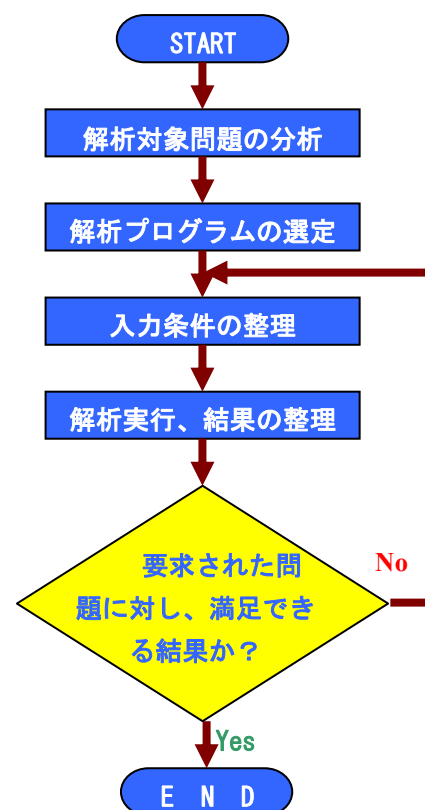 START
解析対象問題の分析
解析プログラムの選定
入力条件の整理
解析実行、結果の整理
要求された問
題に対し、満足でき
る結果か？
No
Yes
E N D